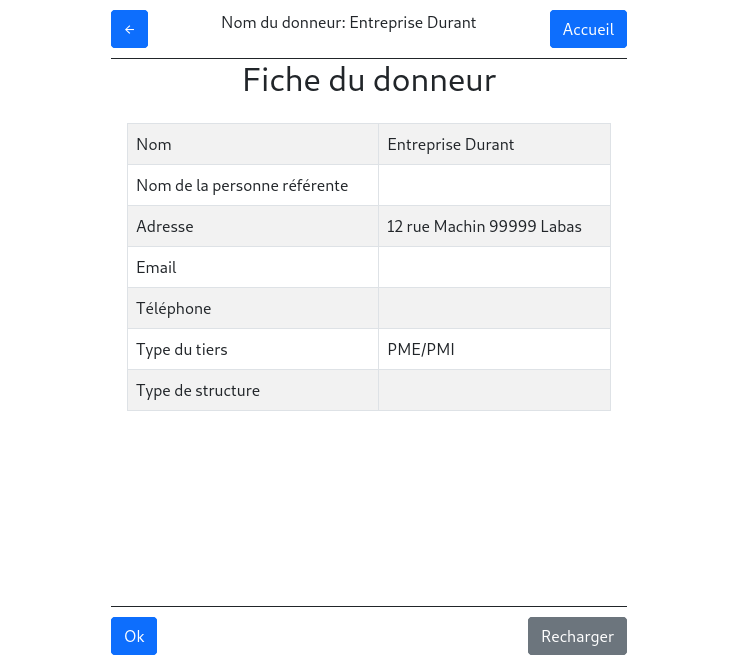 ←
Nom du donneur: Entreprise Durant
Accueil
Fiche du donneur
Nom Entreprise Durant
Nom de la personne référente
Adresse 12 rue Machin 99999 Labas
Email
Téléphone
Type du tiers PME/PMI
Type de structure
Ok
Recharger